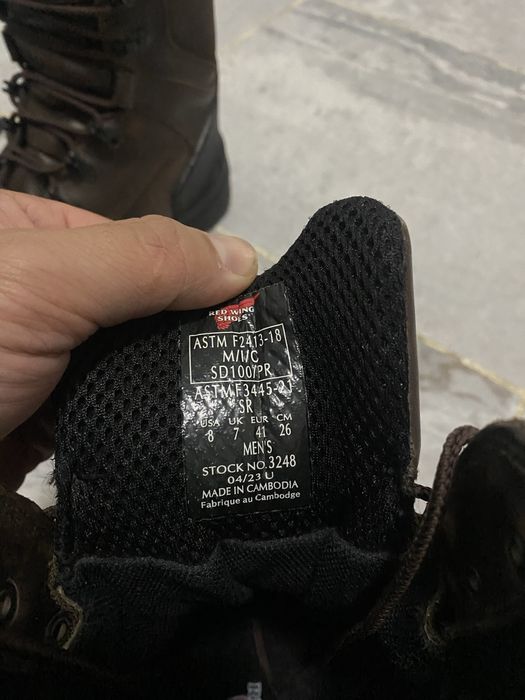 RED WING
SHOES
ASTM F2413-18
M/I/C
SD100/PR
ASTM F3445-21
SR
USA UK EUR CM
8 7 41 26
MEN'S
STOCK NO.3248
04/23 U
MADE IN CAMBODIA
Fabrique au Cambodge